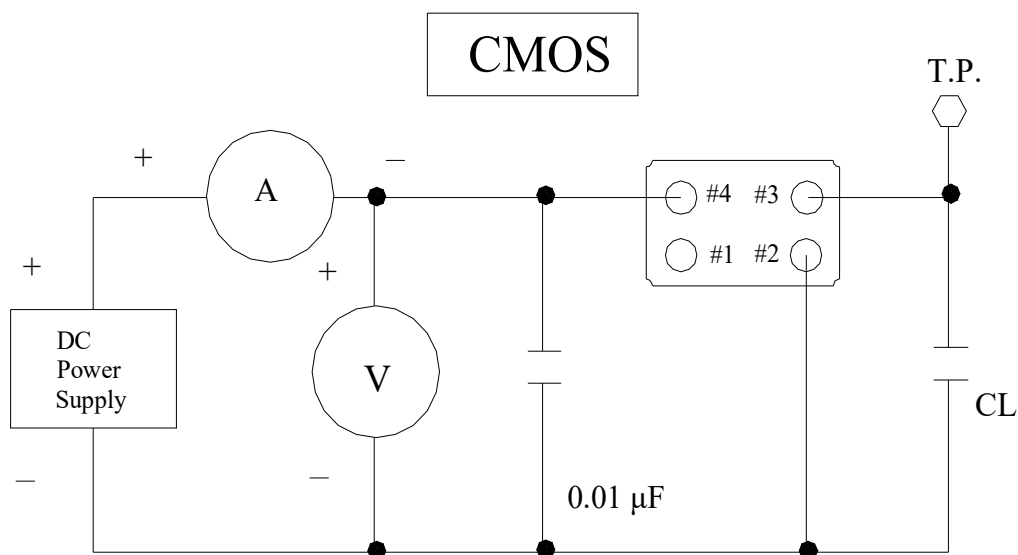 CMOS
T.P.
+
–
A
#4 #3
+
+
#1 #2
DC
Power
Supply
V
CL
–
–
0.01 µF